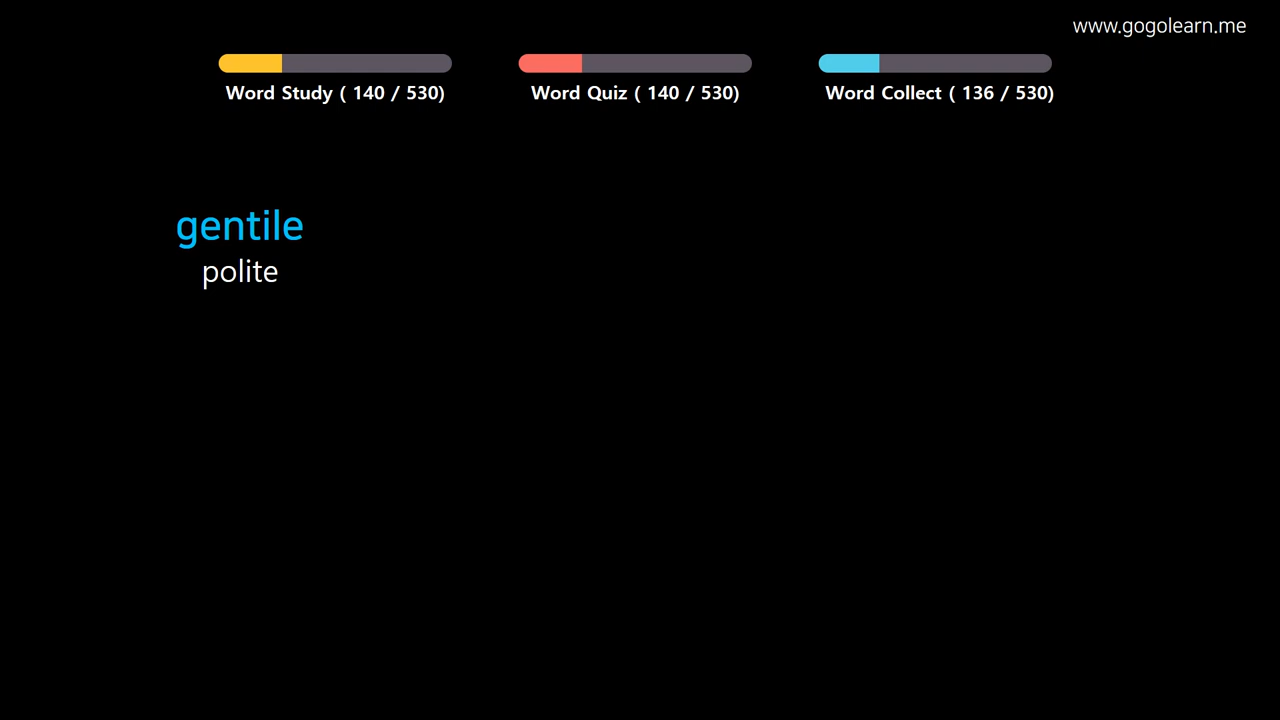 www.gogolearn.me
Word Study ( 140 / 530)
Word Quiz ( 140 / 530)
Word Collect ( 136 / 530)
gentile
polite